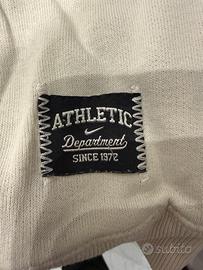 ATHLETIC
Department
SINCE 1972
subito